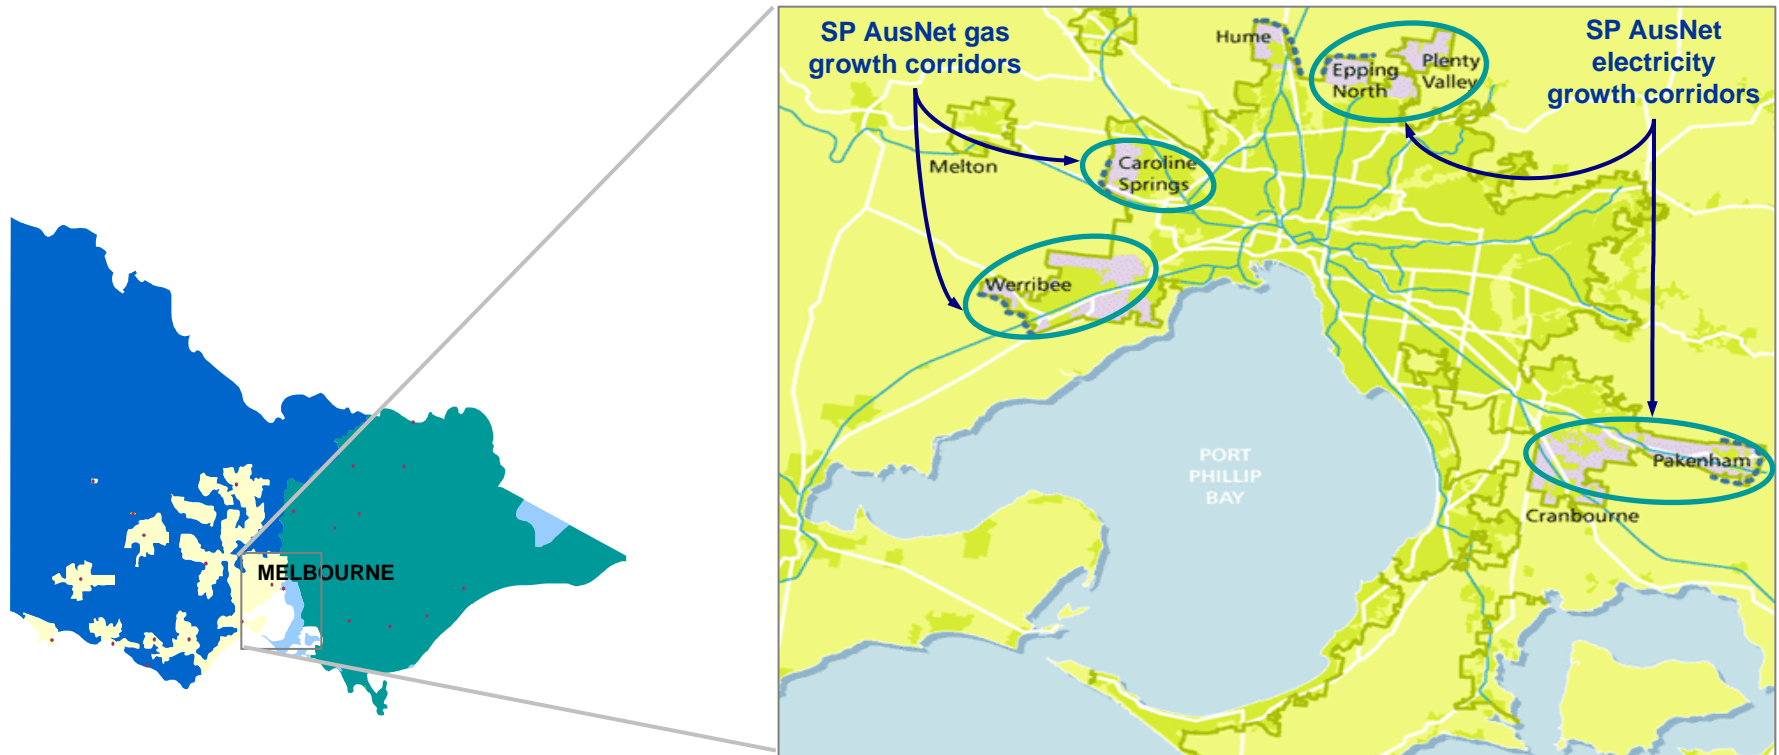 SP AusNet gas
growth corridors
SP AusNet
electricity
growth corridors
Hume
Epping
North
Plenty
Valley
Melton
Caroline
Springs
Werribee
MELBOURNE
PORT
PHILLIP
BAY
Pakenham
Cranbourne